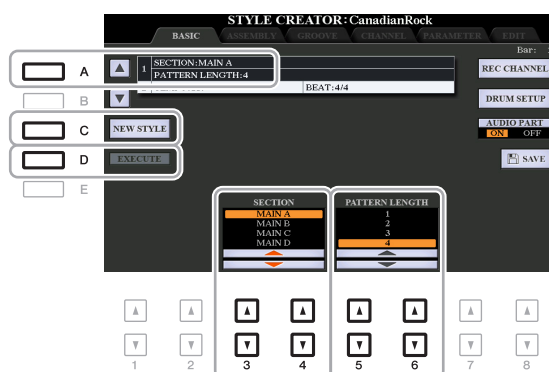 STYLE CREATOR:CanadianRock
BASIC ASSEMBLY GROOVE CHANNEL PARAMETER EDIT
Bar:
A
1 SECTION:MAIN A
PATTERN LENGTH:4
REC CHANNEL
B
BEAT:4/4
DRUM SETUP
C
NEW STYLE
AUDIO PART
ON OFF
D
EXECUTE
SAVE
E
SECTION
MAIN A
MAIN B
MAIN C
MAIN D
PATTERN LENGTH
1
2
3
4
1 2 3 4 5 6 7 8